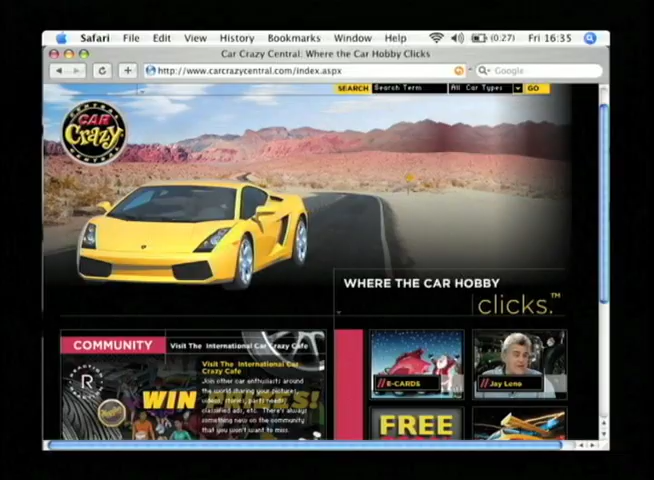 Safari File Edit View History Bookmarks Window Help (0:27) Fri 16:35
Car Crazy Central: Where the Car Hobby Clicks
http://www.carcrazycentral.com/index.aspx
Google
SEARCH Search Term All Car Types GO
CENTRAL
CAR
Crazy
CENTRAL
WHERE THE CAR HOBBY
clicks.™
COMMUNITY
Visit The International Car Crazy Cafe
Visit The International Car
Crazy Cafe
Join other car enthusiasts around
the world sharing your pictures,
videos, stories, parts needs,
classified ads, etc. There's always
something new on the community
that you won't want to miss.
R
WIN
// E-CARDS
// Jay Leno
FREE